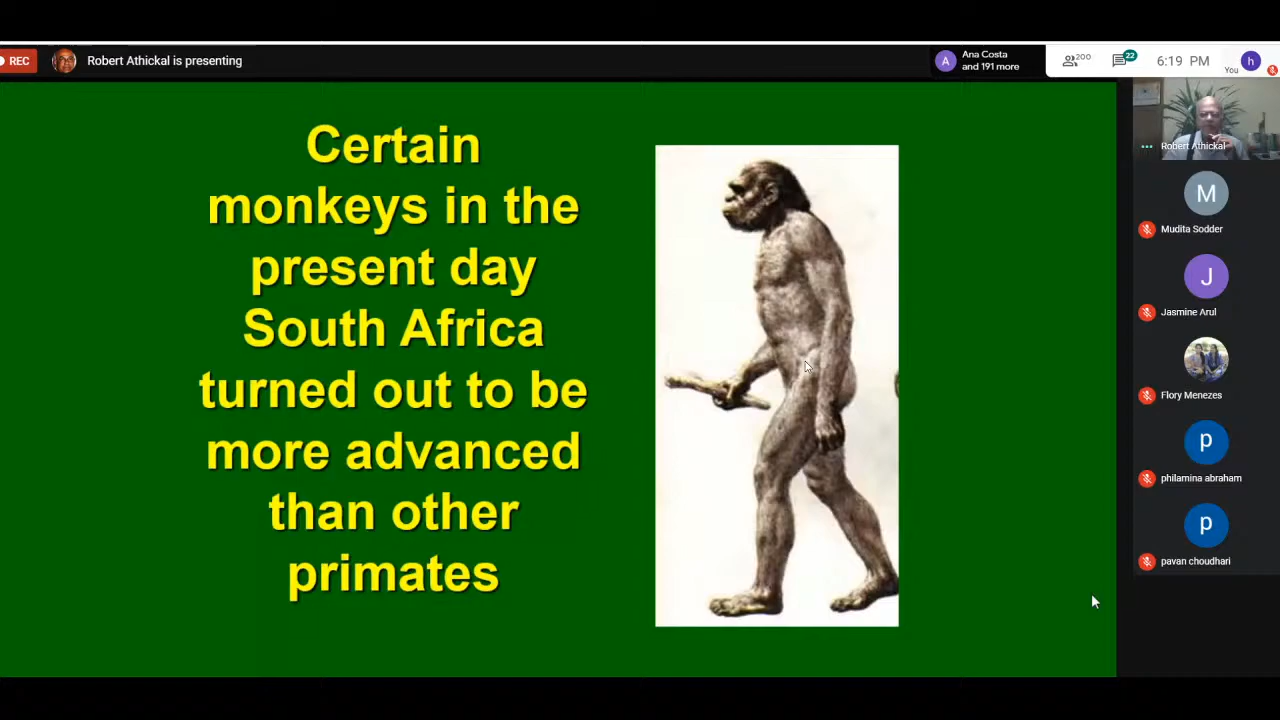 REC
Robert Athickal is presenting
Ana Costa
and 191 more
200
22
6:19 PM
You
A
h
Certain
monkeys in the
present day
South Africa
turned out to be
more advanced
than other
primates
Robert Athickal
M
Mudita Sodder
J
Jasmine Arul
Flory Menezes
p
philamina abraham
p
pavan choudhari